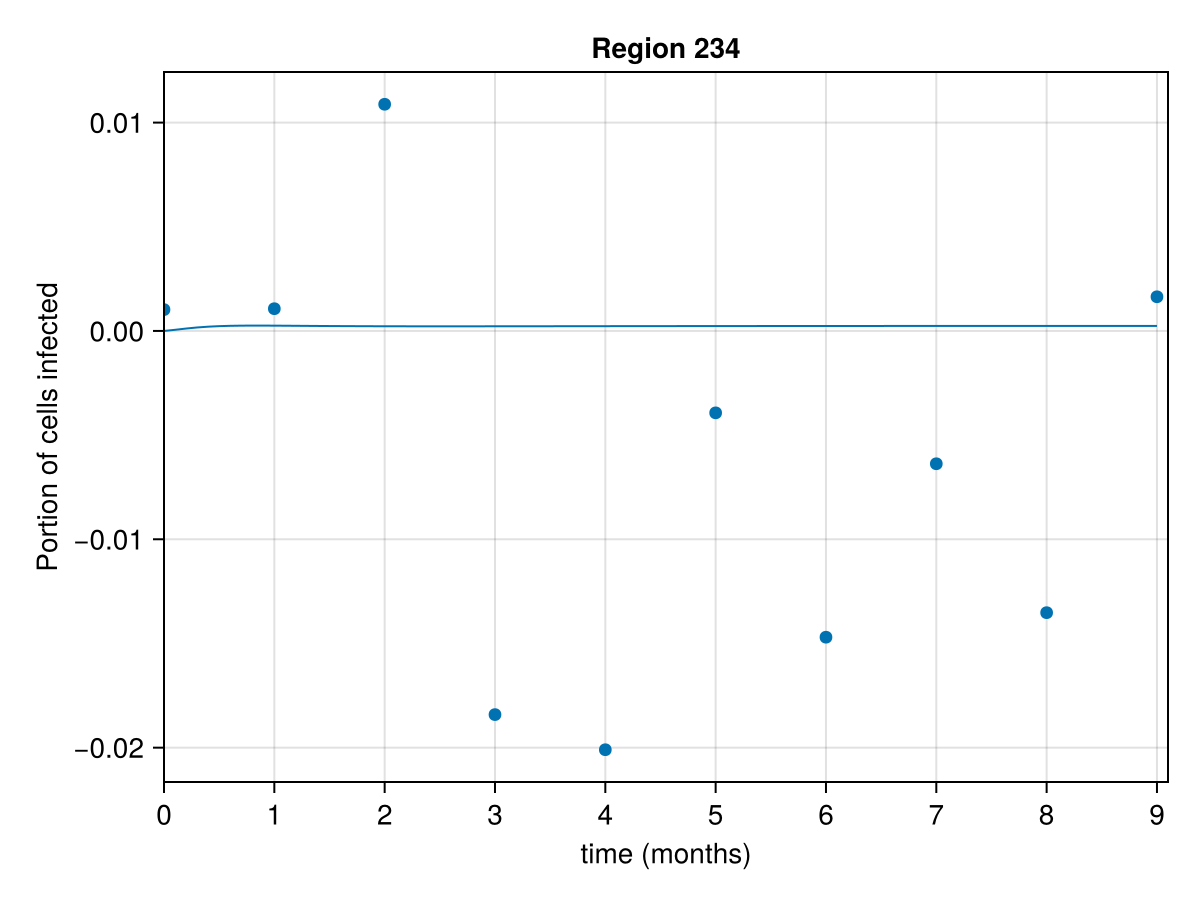 Region 234
Portion of cells infected
0.01
0.00
−0.01
−0.02
0 1 2 3 4 5 6 7 8 9
time (months)